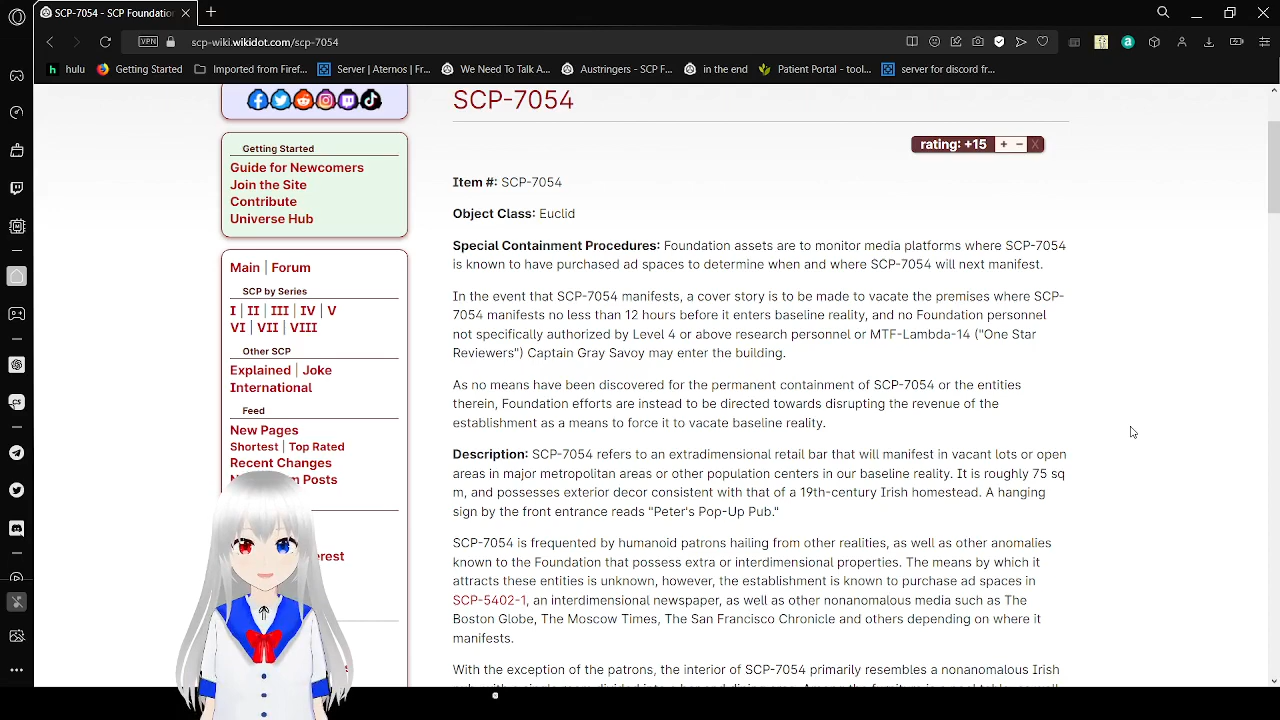 SCP-7054 - SCP Foundation
scp-wiki.wikidot.com/scp-7054
VPN
hulu
Getting Started
Imported from Firef...
Server | Aternos | Fr...
We Need To Talk A...
Austringers - SCP F...
in the end
Patient Portal - tool...
server for discord fr...
SCP-7054
rating: +15
+
−
X
Getting Started
Guide for Newcomers
Join the Site
Contribute
Universe Hub
Main | Forum
SCP by Series
I | II | III | IV | V
VI | VII | VIII
Other SCP
Explained | Joke
International
Feed
New Pages
Shortest | Top Rated
Recent Changes
Posts
Item #: SCP-7054
Object Class: Euclid
Special Containment Procedures: Foundation assets are to monitor media platforms where SCP-7054
is known to have purchased ad spaces to determine when and where SCP-7054 will next manifest.
In the event that SCP-7054 manifests, a cover story is to be made to vacate the premises where SCP-
7054 manifests no less than 12 hours before it enters baseline reality, and no Foundation personnel
not specifically authorized by Level 4 or above research personnel or MTF-Lambda-14 ("One Star
Reviewers") Captain Gray Savoy may enter the building.
As no means have been discovered for the permanent containment of SCP-7054 or the entities
therein, Foundation efforts are instead to be directed towards disrupting the revenue of the
establishment as a means to force it to vacate baseline reality.
Description: SCP-7054 refers to an extradimensional retail bar that will manifest in vacant lots or open
areas in major metropolitan areas or other population centers in our baseline reality. It is roughly 75 sq
m, and possesses exterior decor consistent with that of a 19th-century Irish homestead. A hanging
sign by the front entrance reads "Peter's Pop-Up Pub."
SCP-7054 is frequented by humanoid patrons hailing from other realities, as well as other anomalies
known to the Foundation that possess extra or interdimensional properties. The means by which it
attracts these entities is unknown, however, the establishment is known to purchase ad spaces in
SCP-5402-1, an interdimensional newspaper, as well as other nonanomalous media such as The
Boston Globe, The Moscow Times, The San Francisco Chronicle and others depending on where it
manifests.
With the exception of the patrons, the interior of SCP-7054 primarily resembles a nonanomalous Irish